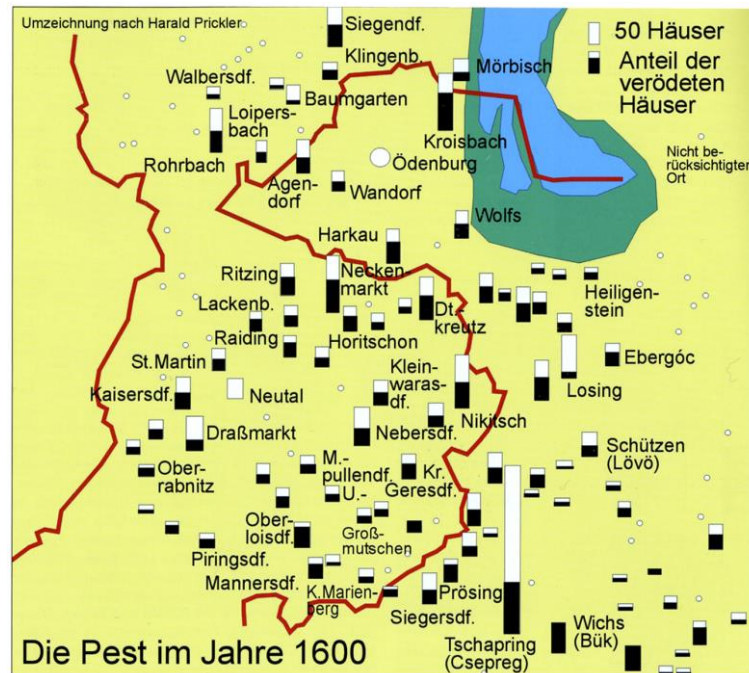 Umzeichnung nach Harald Prickler
Siegendf.
50 Häuser
Anteil der
verödeten
Häuser
Klingenb.
Mörbisch
Walbersdf.
Baumgarten
Loipers-
bach
Kroisbach
Rohrbach
Ödenburg
Nicht be-
rücksichtigter
Ort
Agen-
dorf
Wandorf
Wolfs
Harkau
Ritzing
Necken-
markt
Heiligen-
stein
Lackenb.
Dt.-
kreutz
Raiding
Horitschon
St.Martin
Klein-
waras-
df.
Ebergóc
Kaisersdf.
Neutal
Losing
Nikitsch
Draßmarkt
Nebersdf.
Schützen
(Lövö)
Ober-
rabnitz
M.-
pullendf.
Kr.
Geresdf.
U.-
Ober-
loisdf.
Groß-
mutschen
Piringsdf.
Mannersdf.
K.Marien-
berg
Prösing
Siegersdf.
Wichs
(Bük)
Tschapring
(Csepreg)
Die Pest im Jahre 1600